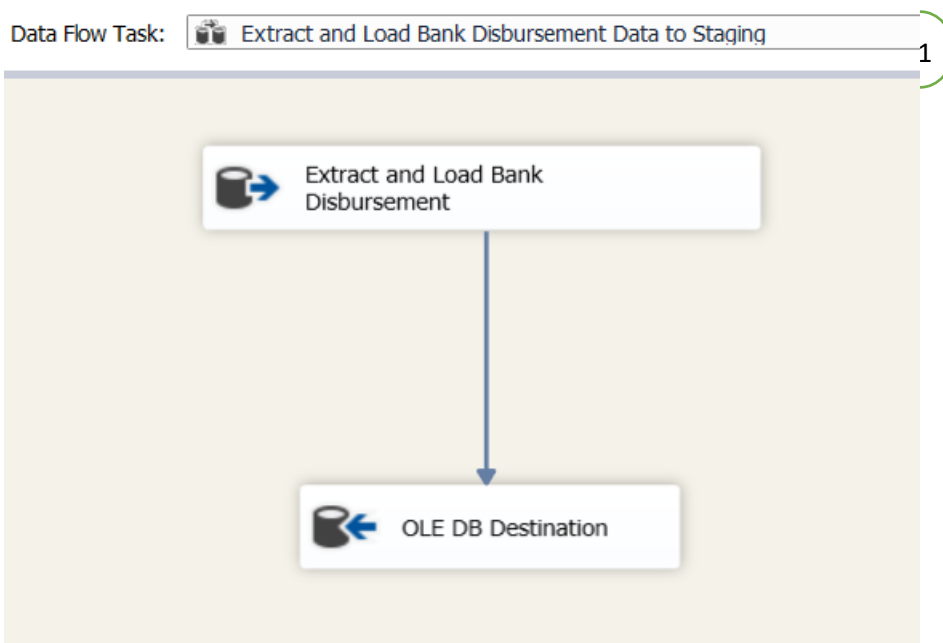 Data Flow Task: Extract and Load Bank Disbursement Data to Staging
1
Extract and Load Bank
Disbursement
OLE DB Destination